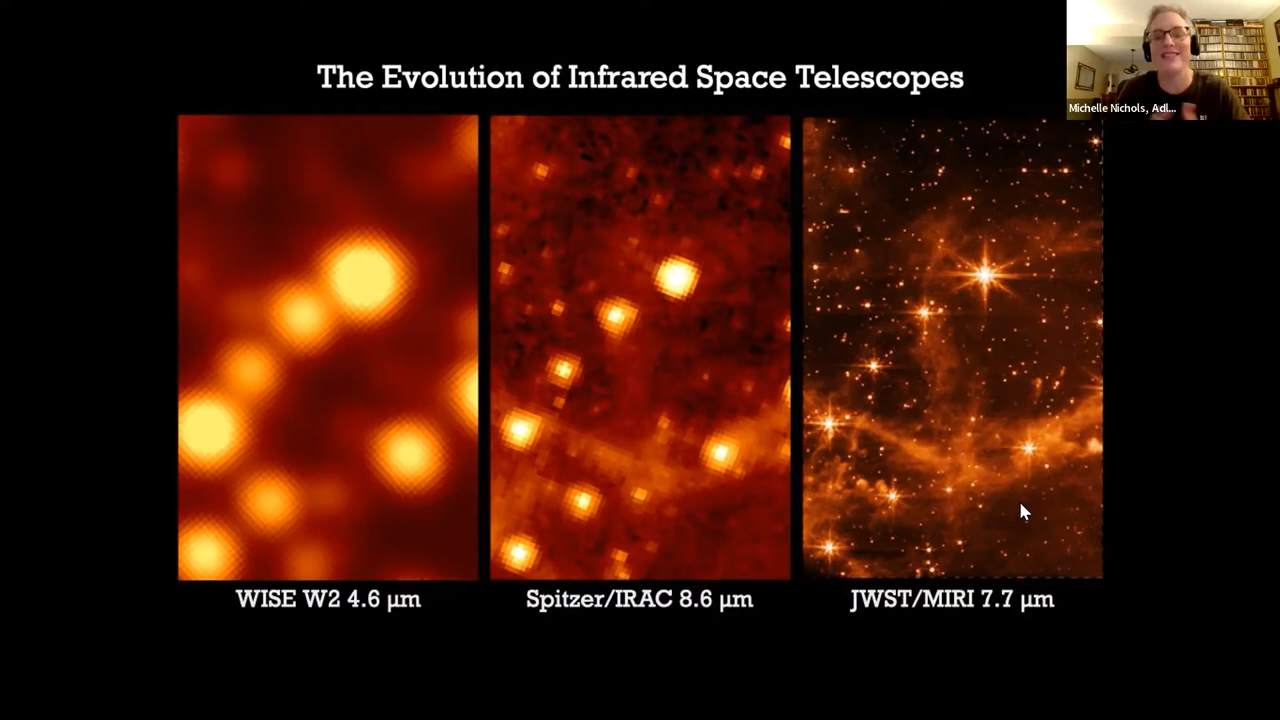 The Evolution of Infrared Space Telescopes
Michelle Nichols, Adl...
WISE W2 4.6 µm
Spitzer/IRAC 8.6 µm
JWST/MIRI 7.7 µm